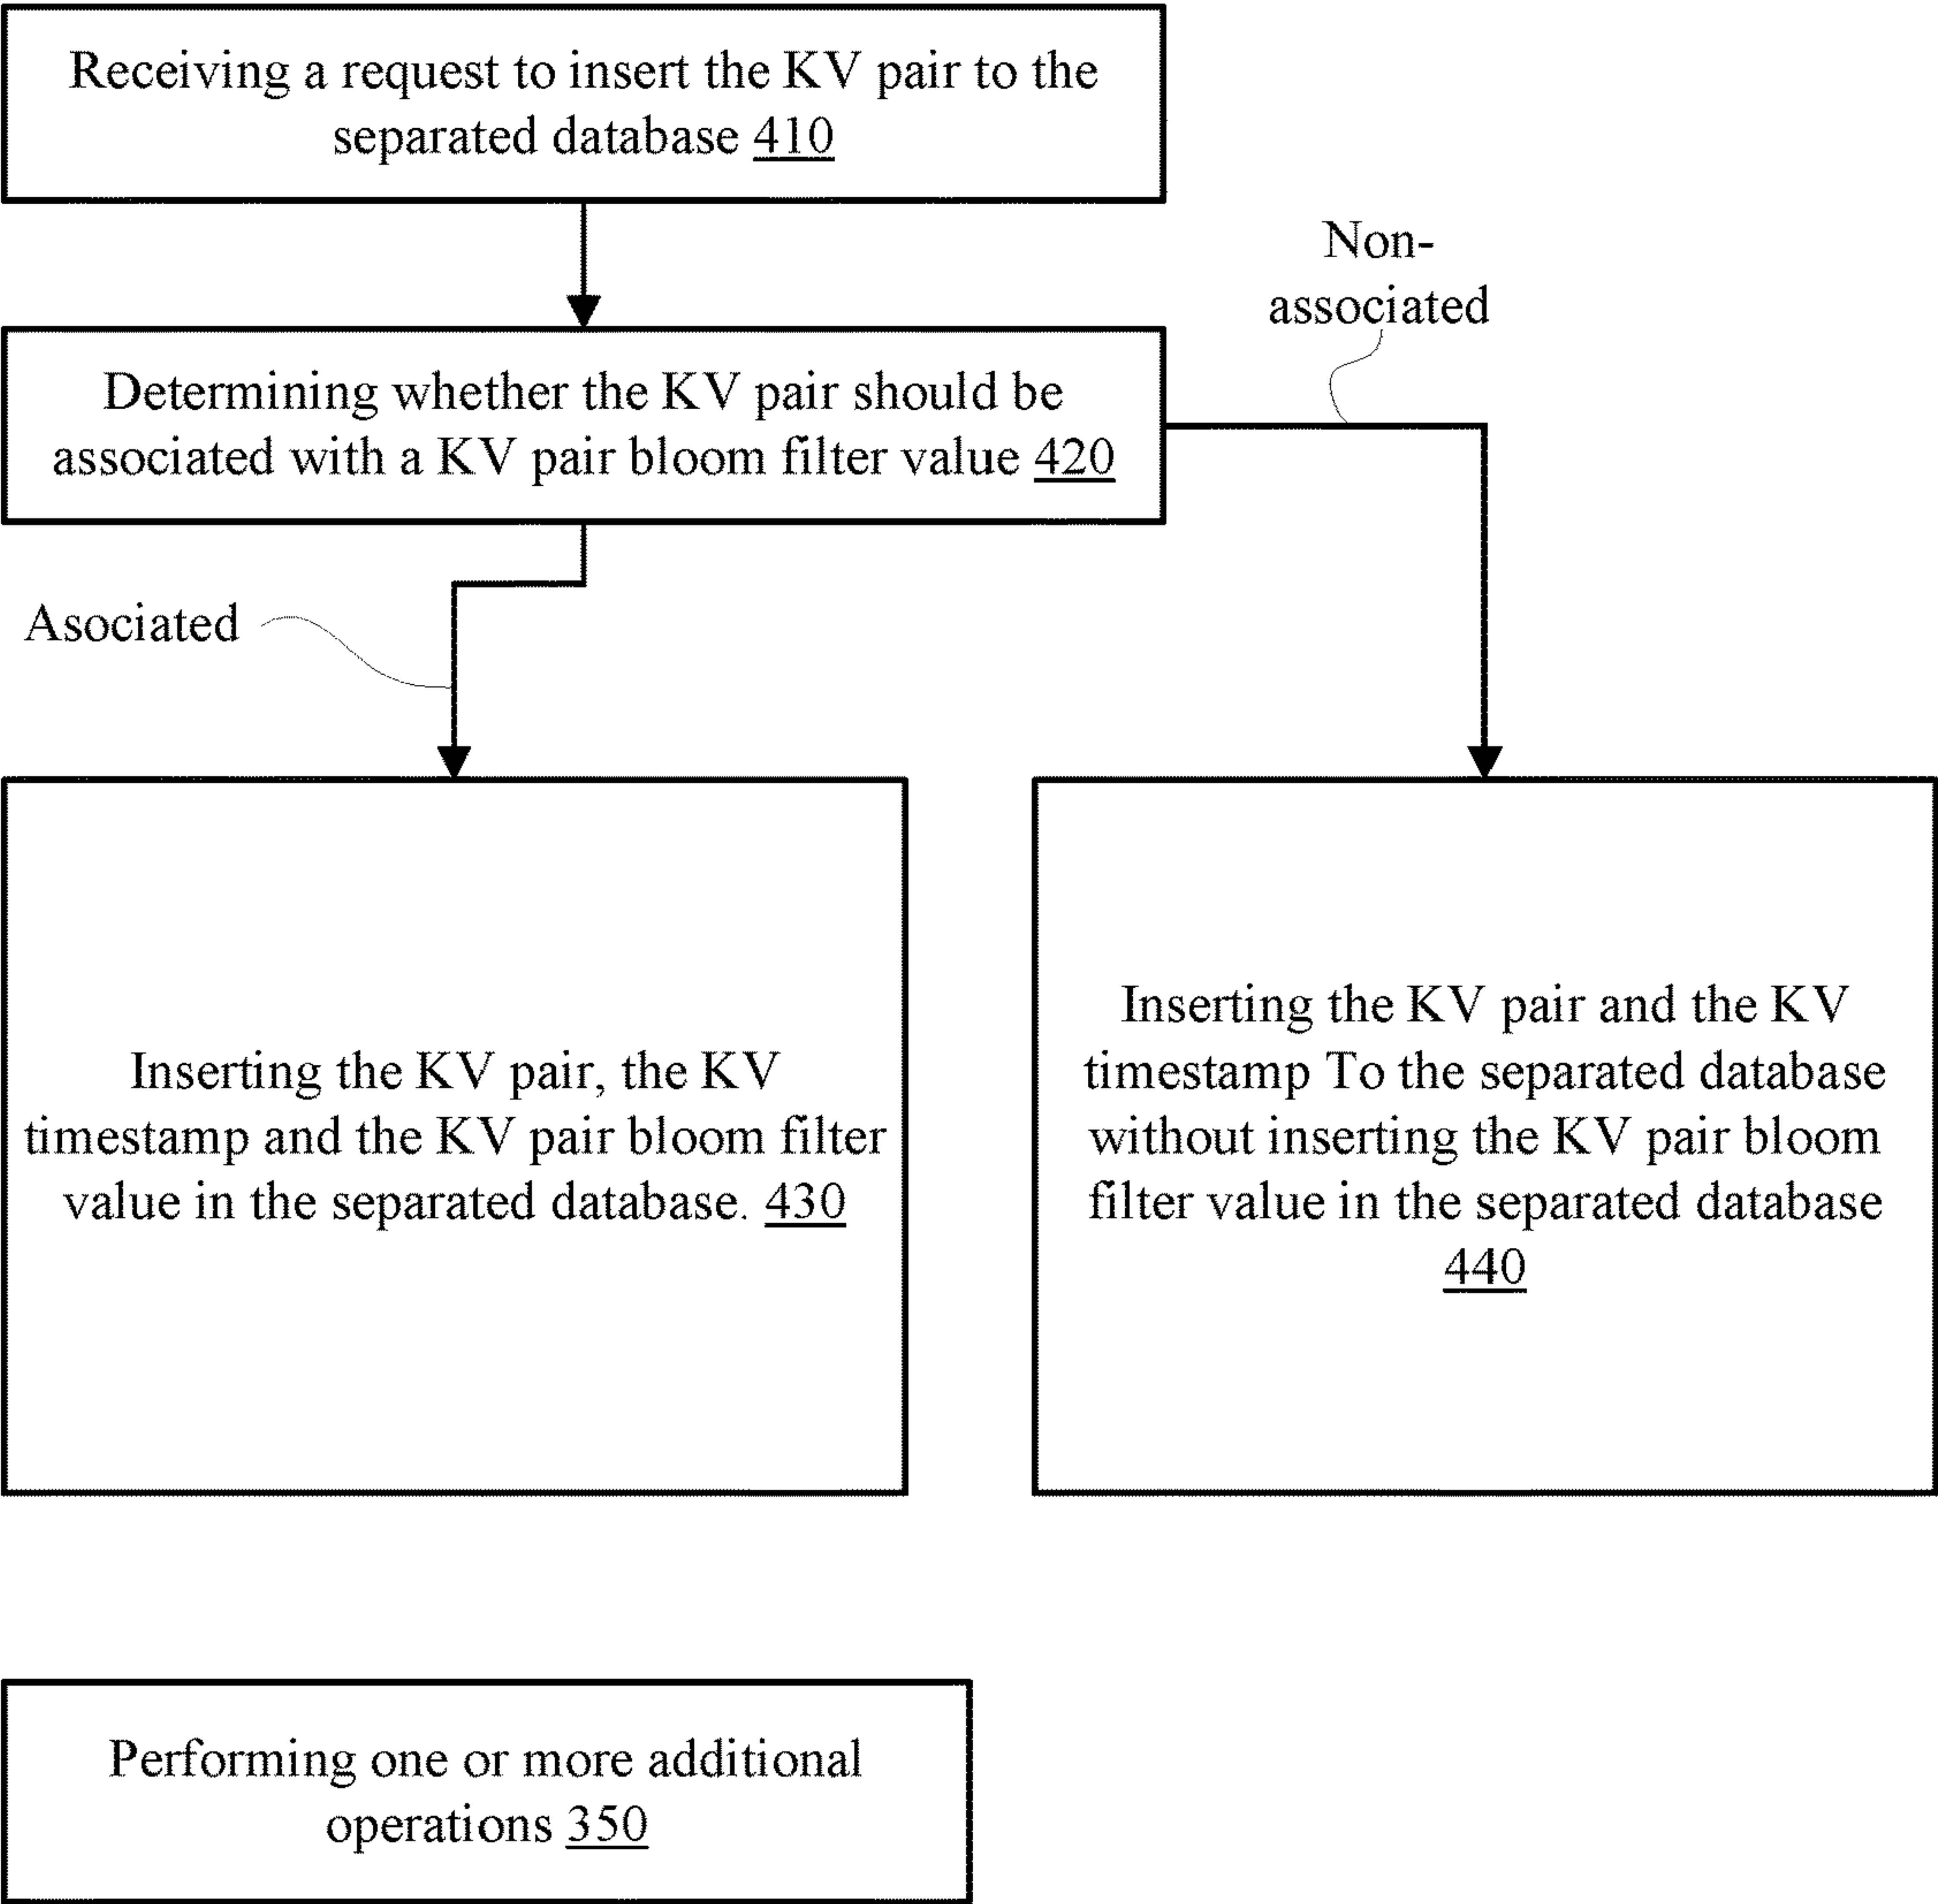 Receiving a request to insert the KV pair to the
separated database 410
Non-
associated
Determining whether the KV pair should be
associated with a KV pair bloom filter value 420
Asociated
Inserting the KV pair, the KV
timestamp and the KV pair bloom filter
value in the separated database. 430
Inserting the KV pair and the KV
timestamp To the separated database
without inserting the KV pair bloom
filter value in the separated database
440
Performing one or more additional
operations 350